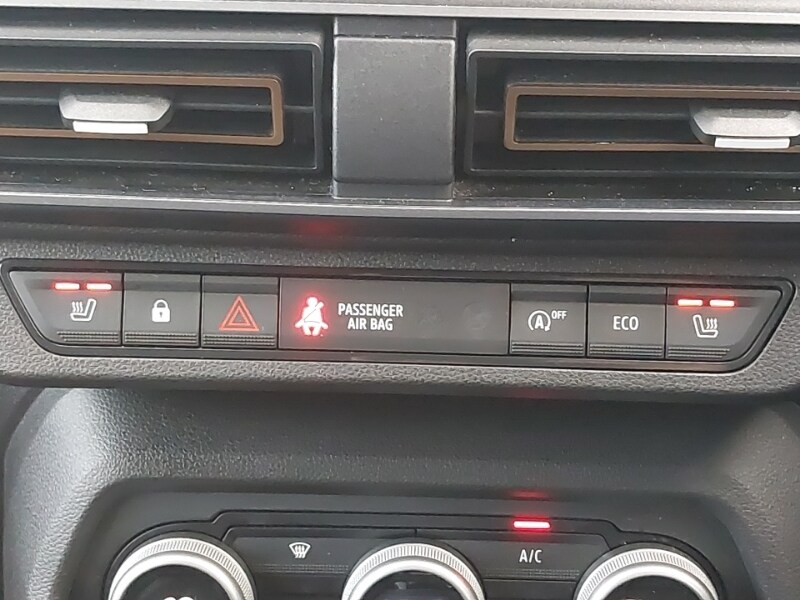 PASSENGER
AIR BAG
A OFF
ECO
A/C